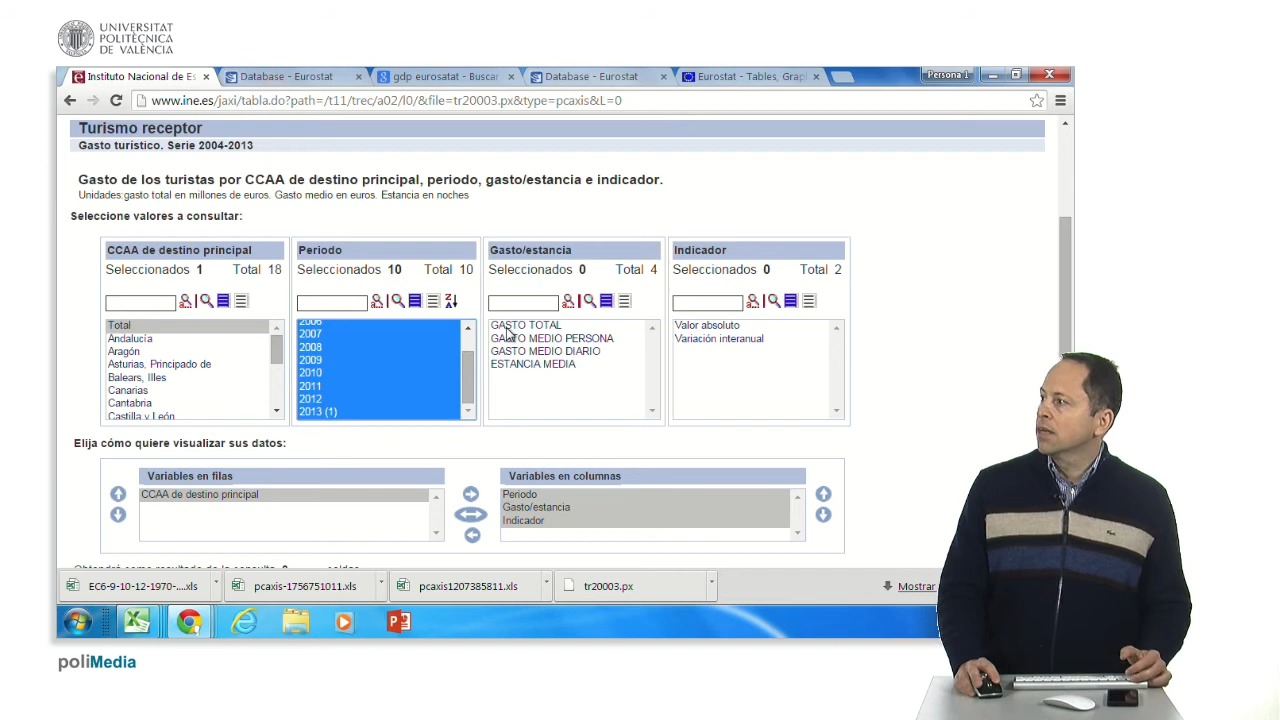 UNIVERSITAT
POLITÈCNICA
DE VALÈNCIA
Instituto Nacional de Es
Database - Eurostat
gdp eurosatat - Buscar
Database - Eurostat
Eurostat - Tables, Grapl
Persona 1
www.ine.es/jaxi/tabla.do?path=/t11/a121/a02/l0/&file=tr20003.px&type=pcaxis&L=0
Turismo receptor
Gasto turístico. Serie 2004-2013
Gasto de los turistas por CCAA de destino principal, periodo, gasto/estancia e indicador.
Unidades:gasto total en millones de euros. Gasto medio en euros. Estancia en noches
Seleccione valores a consultar:
CCAA de destino principal Periodo Gasto/estancia Indicador
Seleccionados 1 Total 18 Seleccionados 10 Total 10 Seleccionados 0 Total 4 Seleccionados 0 Total 2
Total
Andalucía
Aragón
Asturias, Principado de
Balears, Illes
Canarias
Cantabria
Castilla y León
2006
2007
2008
2009
2010
2011
2012
2013 (1)
GASTO TOTAL
GASTO MEDIO PERSONA
GASTO MEDIO DIARIO
ESTANCIA MEDIA
Valor absoluto
Variación interanual
Elija cómo quiere visualizar sus datos:
Variables en filas Variables en columnas
CCAA de destino principal
Periodo
Gasto/estancia
Indicador
EC6-9-10-12-1970-....xls pcaxis-1756751011.xls pcaxis1207385811.xls tr20003.px Mostrar
poliMedia